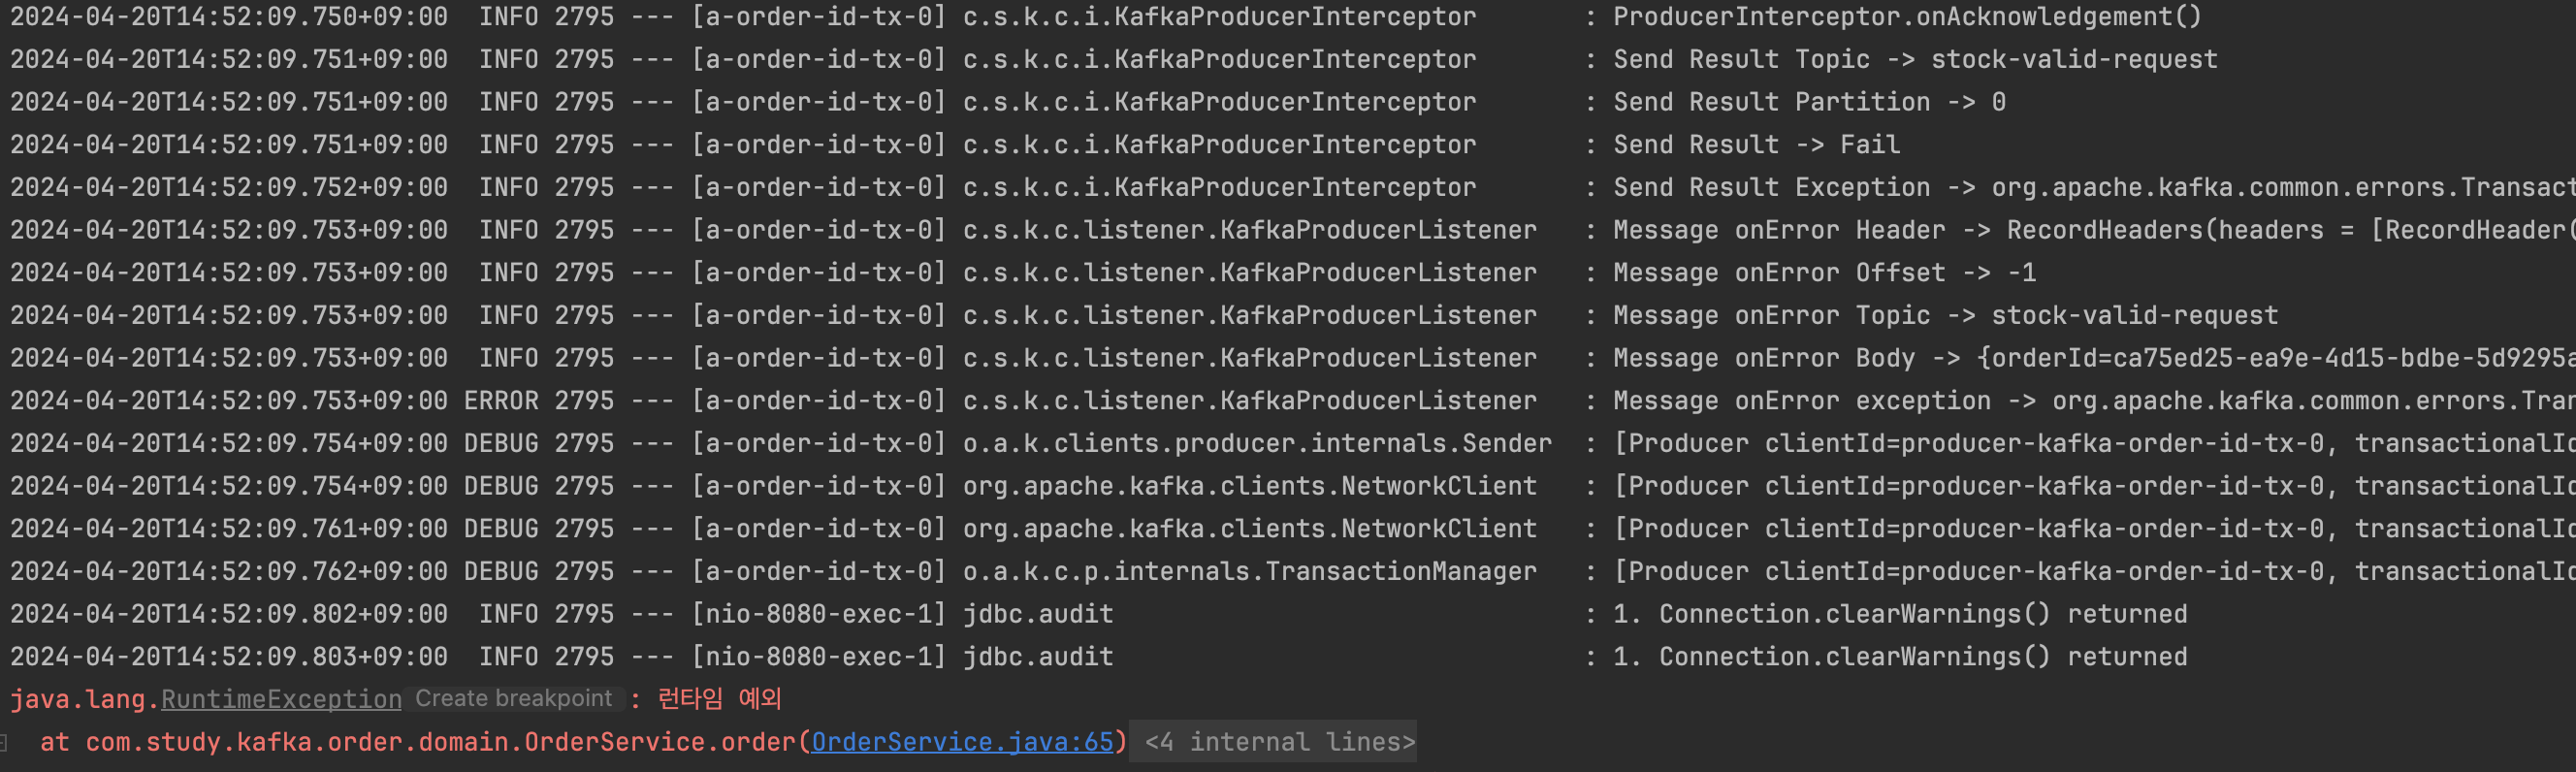 2024-04-20T14:52:09.750+09:00  INFO 2795 --- [a-order-id-tx-0] c.s.k.c.i.KafkaProducerInterceptor       : ProducerInterceptor.onAcknowledgement()
2024-04-20T14:52:09.751+09:00  INFO 2795 --- [a-order-id-tx-0] c.s.k.c.i.KafkaProducerInterceptor       : Send Result Topic -> stock-valid-request
2024-04-20T14:52:09.751+09:00  INFO 2795 --- [a-order-id-tx-0] c.s.k.c.i.KafkaProducerInterceptor       : Send Result Partition -> 0
2024-04-20T14:52:09.751+09:00  INFO 2795 --- [a-order-id-tx-0] c.s.k.c.i.KafkaProducerInterceptor       : Send Result -> Fail
2024-04-20T14:52:09.752+09:00  INFO 2795 --- [a-order-id-tx-0] c.s.k.c.i.KafkaProducerInterceptor       : Send Result Exception -> org.apache.kafka.common.errors.Transact
2024-04-20T14:52:09.753+09:00  INFO 2795 --- [a-order-id-tx-0] c.s.k.c.listener.KafkaProducerListener   : Message onError Header -> RecordHeaders(headers = [RecordHeader(
2024-04-20T14:52:09.753+09:00  INFO 2795 --- [a-order-id-tx-0] c.s.k.c.listener.KafkaProducerListener   : Message onError Offset -> -1
2024-04-20T14:52:09.753+09:00  INFO 2795 --- [a-order-id-tx-0] c.s.k.c.listener.KafkaProducerListener   : Message onError Topic -> stock-valid-request
2024-04-20T14:52:09.753+09:00  INFO 2795 --- [a-order-id-tx-0] c.s.k.c.listener.KafkaProducerListener   : Message onError Body -> {orderId=ca75ed25-ea9e-4d15-bdbe-5d9295a
2024-04-20T14:52:09.753+09:00 ERROR 2795 --- [a-order-id-tx-0] c.s.k.c.listener.KafkaProducerListener   : Message onError exception -> org.apache.kafka.common.errors.Tran
2024-04-20T14:52:09.754+09:00 DEBUG 2795 --- [a-order-id-tx-0] o.a.k.clients.producer.internals.Sender  : [Producer clientId=producer-kafka-order-id-tx-0, transactionalId
2024-04-20T14:52:09.754+09:00 DEBUG 2795 --- [a-order-id-tx-0] org.apache.kafka.clients.NetworkClient   : [Producer clientId=producer-kafka-order-id-tx-0, transactionalId
2024-04-20T14:52:09.761+09:00 DEBUG 2795 --- [a-order-id-tx-0] org.apache.kafka.clients.NetworkClient   : [Producer clientId=producer-kafka-order-id-tx-0, transactionalId
2024-04-20T14:52:09.762+09:00 DEBUG 2795 --- [a-order-id-tx-0] o.a.k.c.p.internals.TransactionManager   : [Producer clientId=producer-kafka-order-id-tx-0, transactionalId
2024-04-20T14:52:09.802+09:00  INFO 2795 --- [nio-8080-exec-1] jdbc.audit                               : 1. Connection.clearWarnings() returned
2024-04-20T14:52:09.803+09:00  INFO 2795 --- [nio-8080-exec-1] jdbc.audit                               : 1. Connection.clearWarnings() returned
java.lang.RuntimeException Create breakpoint : 런타임 예외
at com.study.kafka.order.domain.OrderService.order(OrderService.java:65) <4 internal lines>